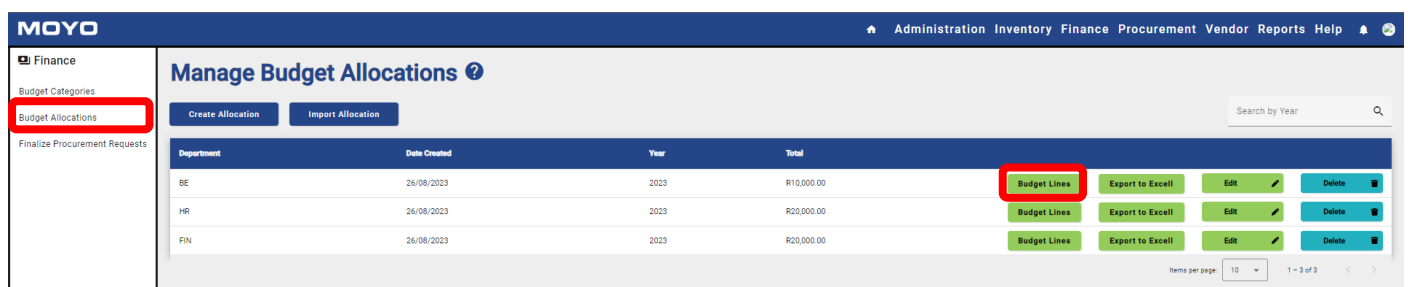 MOYO
Administration Inventory Finance Procurement Vendor Reports Help
Finance
Budget Categories
Budget Allocations
Finalize Procurement Requests
Manage Budget Allocations ?
Create Allocation Import Allocation Search by Year
Department Date Created Year Total
BE 26/08/2023 2023 R10,000.00 Budget Lines Export to Excell Edit Delete
HR 26/08/2023 2023 R20,000.00 Budget Lines Export to Excell Edit Delete
FIN 26/08/2023 2023 R20,000.00 Budget Lines Export to Excell Edit Delete
Items per page: 10 1 – 3 of 3